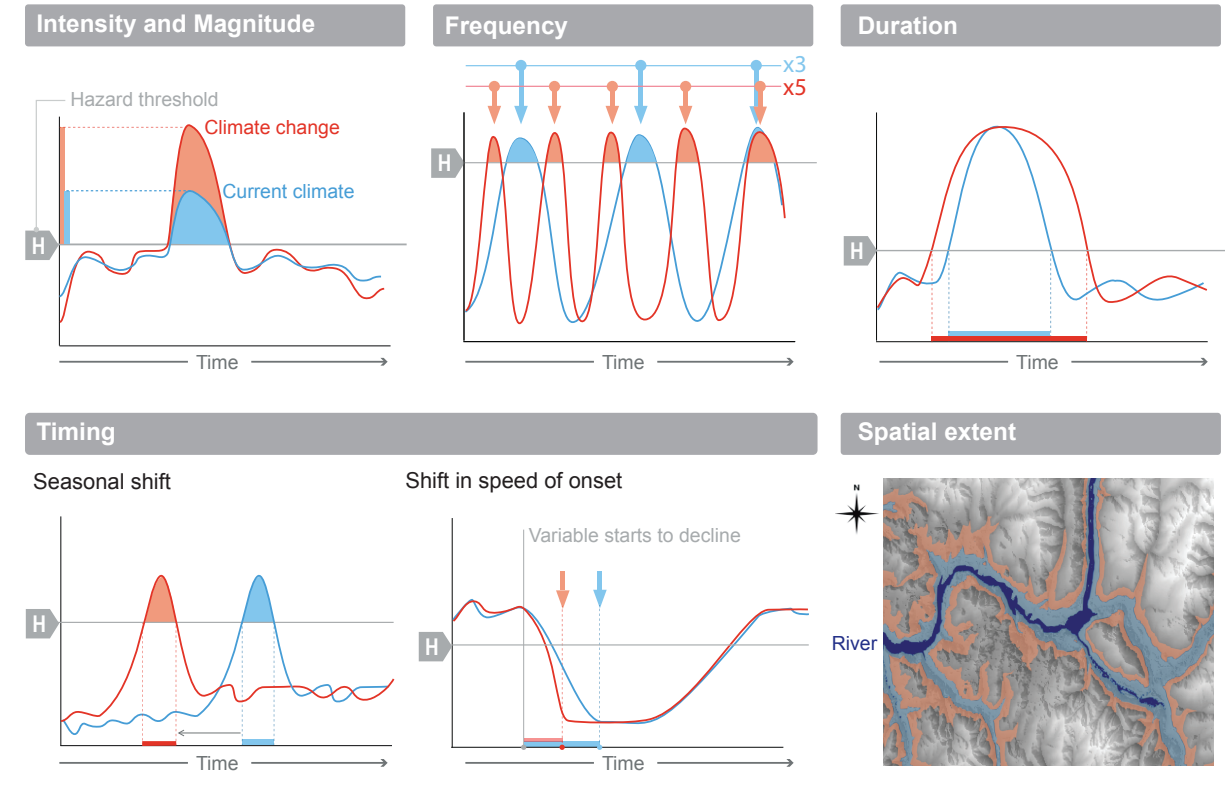 Intensity and Magnitude
Hazard threshold
Climate change
Current climate
H
Time
Frequency
x3
x5
H
Time
Duration
H
Time
Timing
Seasonal shift
H
Time
Shift in speed of onset
Variable starts to decline
H
Time
Spatial extent
N
River